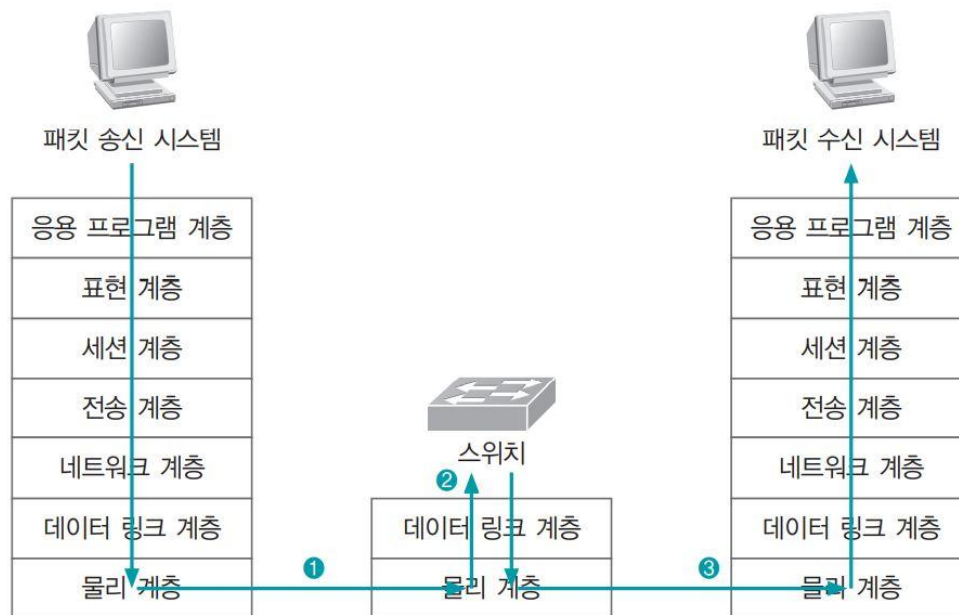 패킷 송신 시스템
응용 프로그램 계층
표현 계층
세션 계층
전송 계층
네트워크 계층
데이터 링크 계층
물리 계층
❶
스위치
❷
데이터 링크 계층
물리 계층
❸
패킷 수신 시스템
응용 프로그램 계층
표현 계층
세션 계층
전송 계층
네트워크 계층
데이터 링크 계층
물리 계층